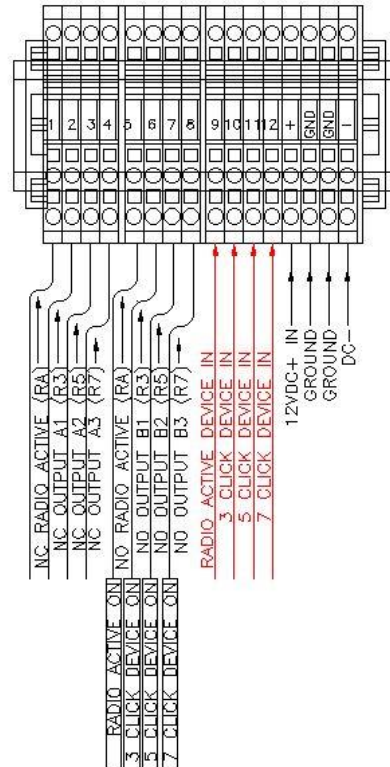 1 2 3 4 5 6 7 8 9 10 11 12 + GND GND -
NC RADIO ACTIVE (RA)
NC OUTPUT A1 (R3)
NC OUTPUT A2 (R5)
NC OUTPUT A3 (R7)
NO RADIO ACTIVE (RA)
NO OUTPUT B1 (R3)
NO OUTPUT B2 (R5)
NO OUTPUT B3 (R7)
RADIO ACTIVE DEVICE IN
3 CLICK DEVICE IN
5 CLICK DEVICE IN
7 CLICK DEVICE IN
12VDC+ IN
GROUND
GROUND
DC-
RADIO ACTIVE ON
3 CLICK DEVICE ON
5 CLICK DEVICE ON
7 CLICK DEVICE ON